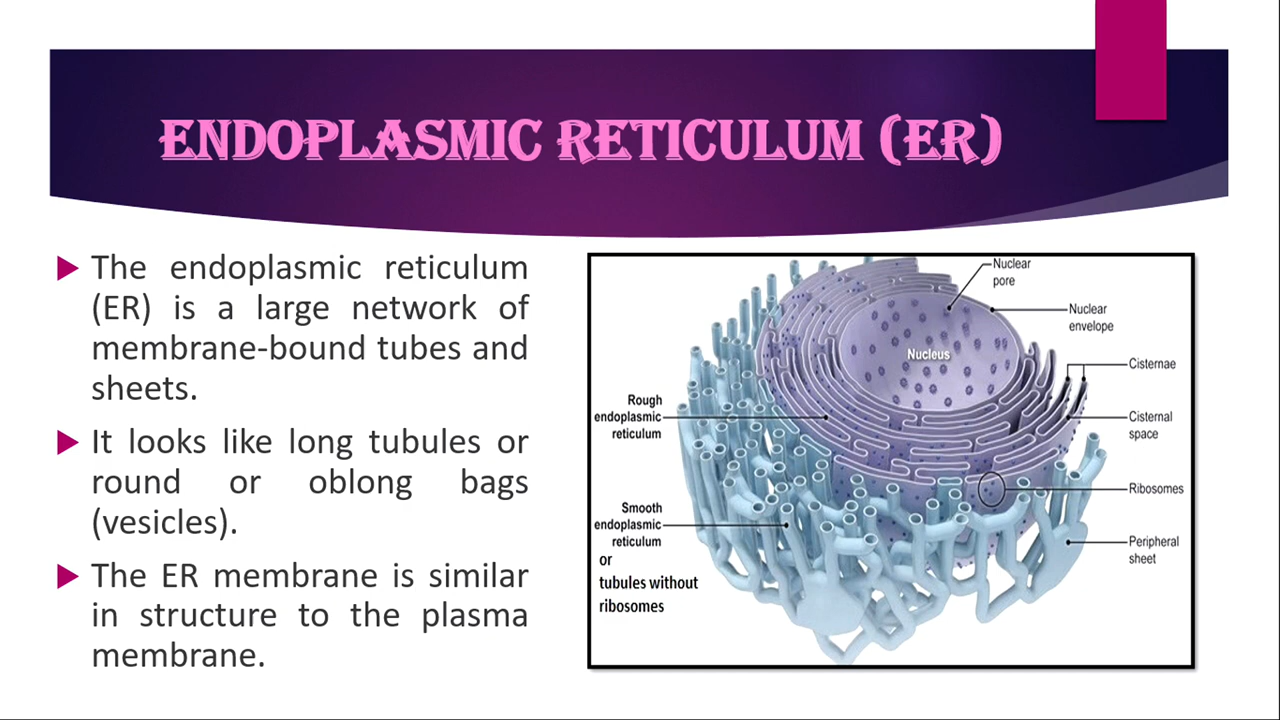 ENDOPLASMIC RETICULUM (ER)
The endoplasmic reticulum
(ER) is a large network of
membrane-bound tubes and
sheets.
It looks like long tubules or
round or oblong bags
(vesicles).
The ER membrane is similar
in structure to the plasma
membrane.
Nuclear
pore
Nuclear
envelope
Nucleus
Cisternae
Rough
endoplasmic
reticulum
Cisternal
space
Ribosomes
Smooth
endoplasmic
reticulum
or
tubules without
ribosomes
Peripheral
sheet